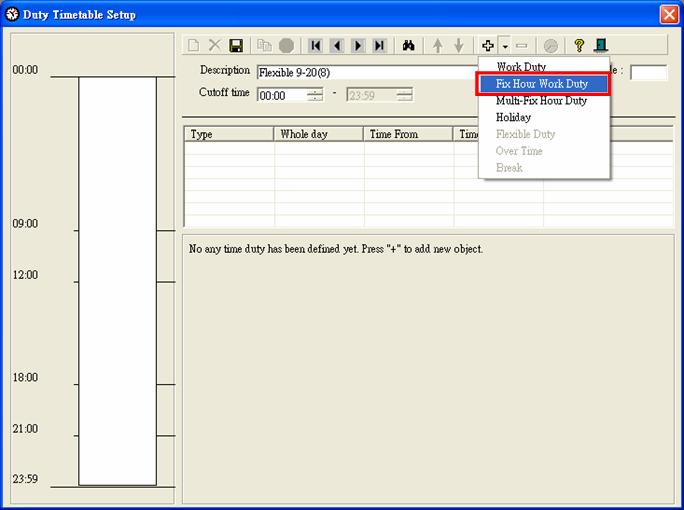 Duty Timetable Setup
00:00
09:00
12:00
18:00
21:00
23:59
Description Flexible 9-20(8)
Cutoff time 00:00 - 23:59
Work Duty
Fix Hour Work Duty
Multi-Fix Hour Duty
Holiday
Flexible Duty
Over Time
Break
Type Whole day Time From
No any time duty has been defined yet. Press "+" to add new object.